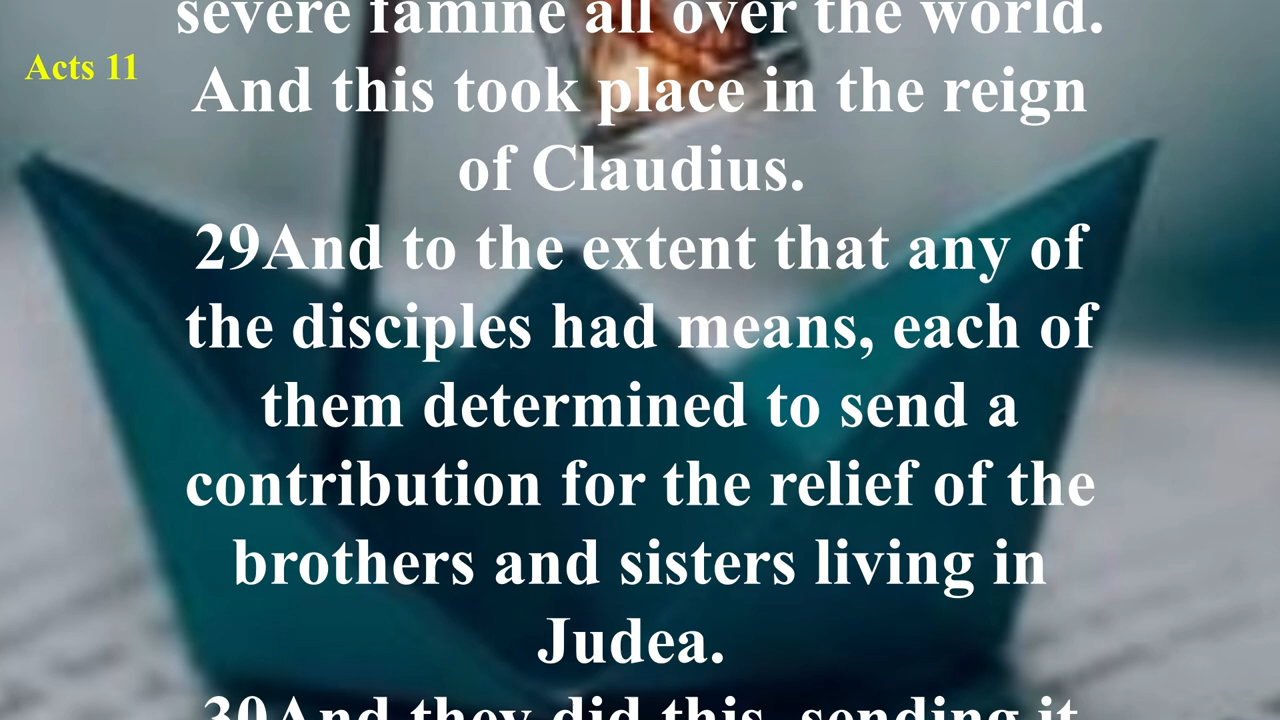 severe famine all over the world.
Acts 11
And this took place in the reign
of Claudius.
29And to the extent that any of
the disciples had means, each of
them determined to send a
contribution for the relief of the
brothers and sisters living in
Judea.
30And they did this, sending it